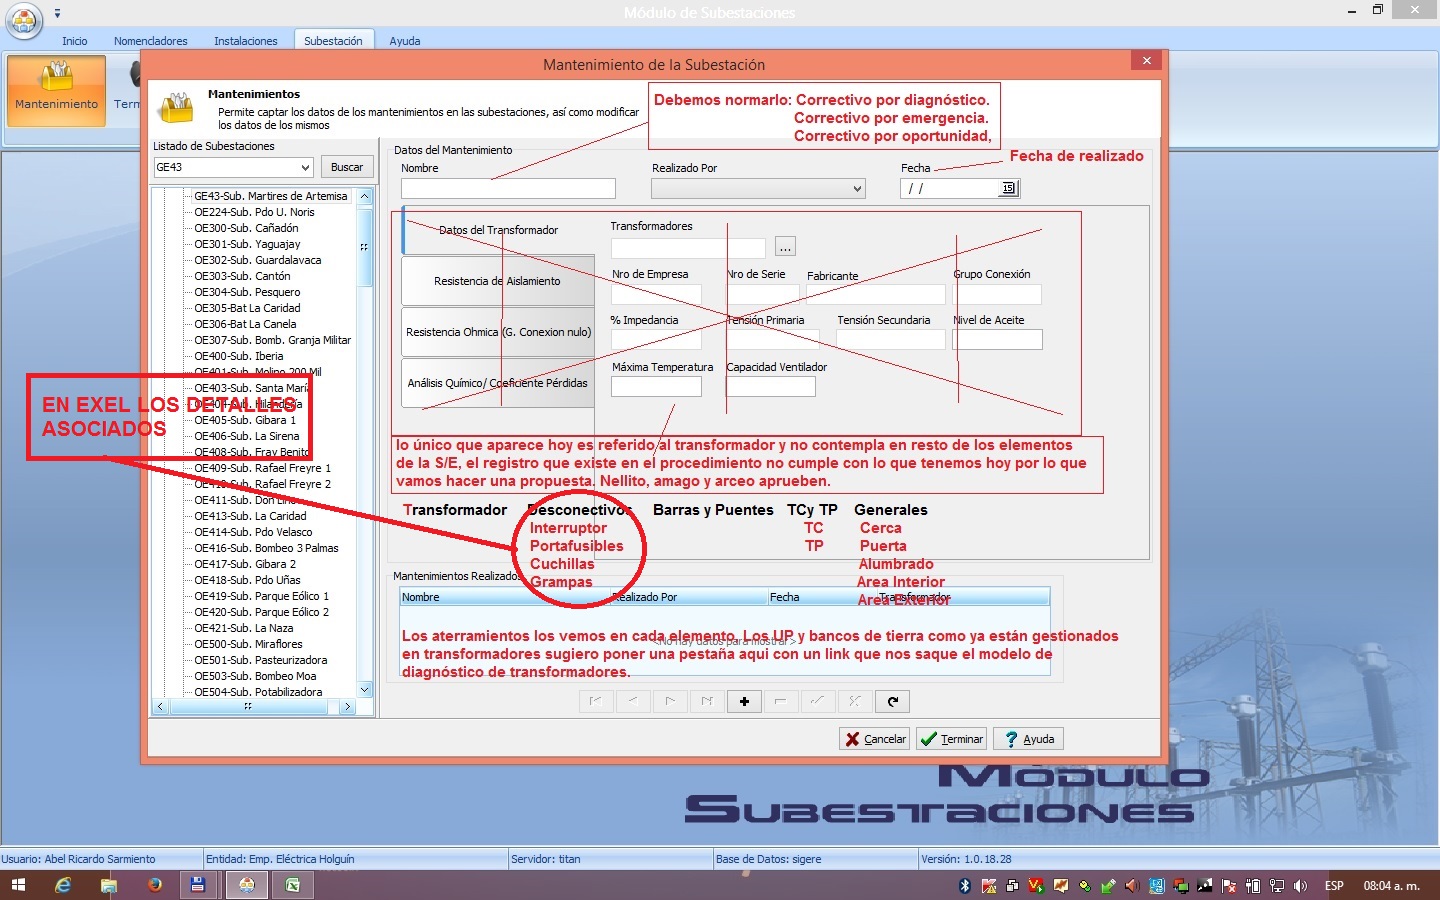 Módulo de Subestaciones
Inicio
Nomencladores
Instalaciones
Subestación
Ayuda
Mantenimiento
Term
Mantenimiento de la Subestación
Mantenimientos
Permite captar los datos de los mantenimientos en las subestaciones, así como modificar
los datos de los mismos
Debemos normarlo: Correctivo por diagnóstico.
Correctivo por emergencia.
Correctivo por oportunidad,
Fecha de realizado
Listado de Subestaciones
GE43
Buscar
GE43-Sub. Martires de Artemisa
OE224-Sub. Pdo U. Noris
OE300-Sub. Cañadón
OE301-Sub. Yaguajay
OE302-Sub. Guardalavaca
OE303-Sub. Cantón
OE304-Sub. Pesquero
OE305-Bat La Caridad
OE306-Bat La Canela
OE307-Sub. Bomb. Granja Militar
OE400-Sub. Iberia
OE401-Sub. Molino 200 Mil
OE403-Sub. Santa María
OE404-Sub. Hilandería
OE405-Sub. Gibara 1
OE406-Sub. La Sirena
OE408-Sub. Fray Benito
OE409-Sub. Rafael Freyre 1
OE410-Sub. Rafael Freyre 2
OE411-Sub. Don Lino
OE413-Sub. La Caridad
OE414-Sub. Pdo Velasco
OE416-Sub. Bombeo 3 Palmas
OE417-Sub. Gibara 2
OE418-Sub. Pdo Uñas
OE419-Sub. Parque Eólico 1
OE420-Sub. Parque Eólico 2
OE421-Sub. La Naza
OE500-Sub. Miraflores
OE501-Sub. Pasteurizadora
OE503-Sub. Bombeo Moa
OE504-Sub. Potabilizadora
EN EXEL LOS DETALLES
ASOCIADOS
Datos del Mantenimiento
Nombre
Realizado Por
Fecha
/ /
15
Datos del Transformador
Resistencia de Aislamiento
Resistencia Ohmica (G. Conexion nulo)
Análisis Químico/ Coeficiente Pérdidas
Transformadores
...
Nro de Empresa
Nro de Serie
Fabricante
Grupo Conexión
% Impedancia
Tensión Primaria
Tensión Secundaria
Nivel de Aceite
Máxima Temperatura
Capacidad Ventilador
lo único que aparece hoy es referido al transformador y no contempla en resto de los elementos
de la S/E, el registro que existe en el procedimiento no cumple con lo que tenemos hoy por lo que
vamos hacer una propuesta. Nellito, amago y arceo aprueben.
Transformador
Desconectivos
Barras y Puentes
TCy TP
Generales
Interruptor
Portafusibles
Cuchillas
Grampas
TC
TP
Cerca
Puerta
Alumbrado
Area Interior
Area Exterior
Mantenimientos Realizados
Nombre
Realizado Por
Fecha
Transformador
<No hay datos para mostrar>
Los aterramientos los vemos en cada elemento. Los UP y bancos de tierra como ya están gestionados
en transformadores sugiero poner una pestaña aqui con un link que nos saque el modelo de
diagnóstico de transformadores.
Cancelar
Terminar
Ayuda
Módulo
Subestaciones
Usuario: Abel Ricardo Sarmiento
Entidad: Emp. Eléctrica Holguín
Servidor: titan
Base de Datos: sigere
Versión: 1.0.18.28
ESP
08:04 a. m.